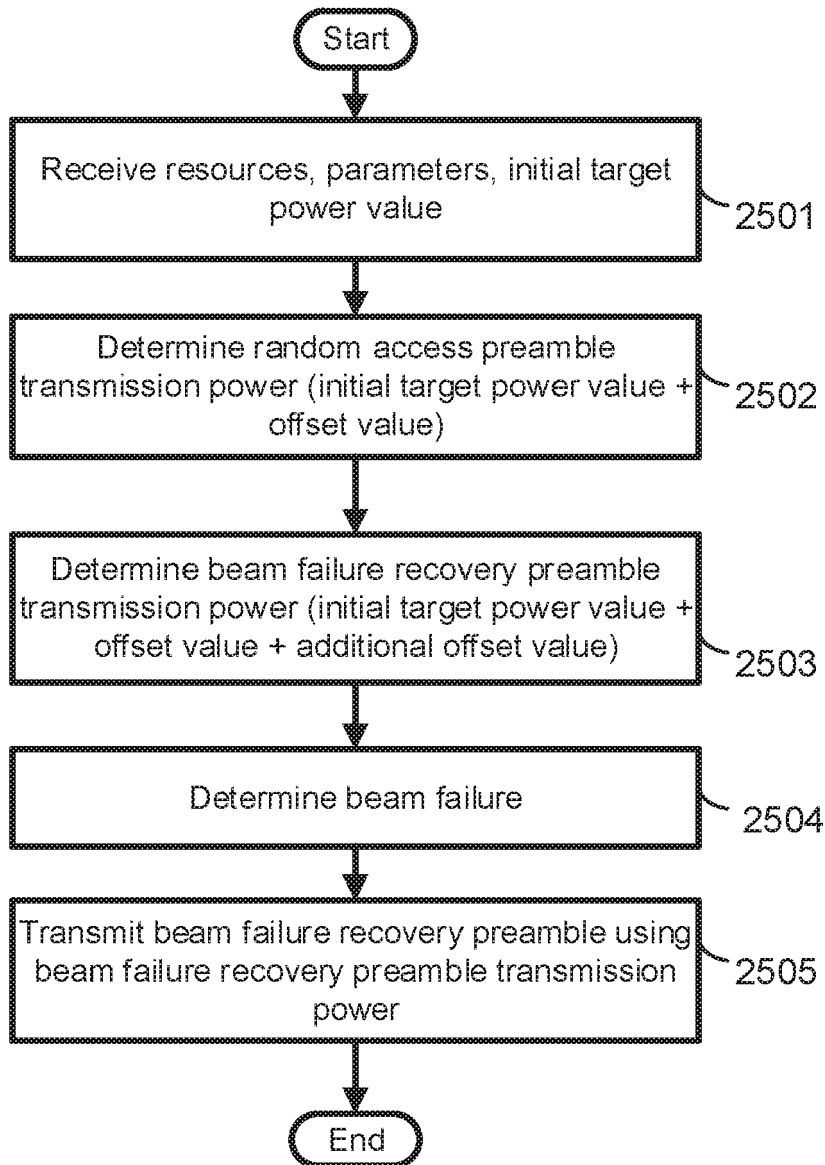 Start
Receive resources, parameters, initial target
power value
2501
Determine random access preamble
transmission power (initial target power value +
offset value)
2502
Determine beam failure recovery preamble
transmission power (initial target power value +
offset value + additional offset value)
2503
Determine beam failure
2504
Transmit beam failure recovery preamble using
beam failure recovery preamble transmission
power
2505
End